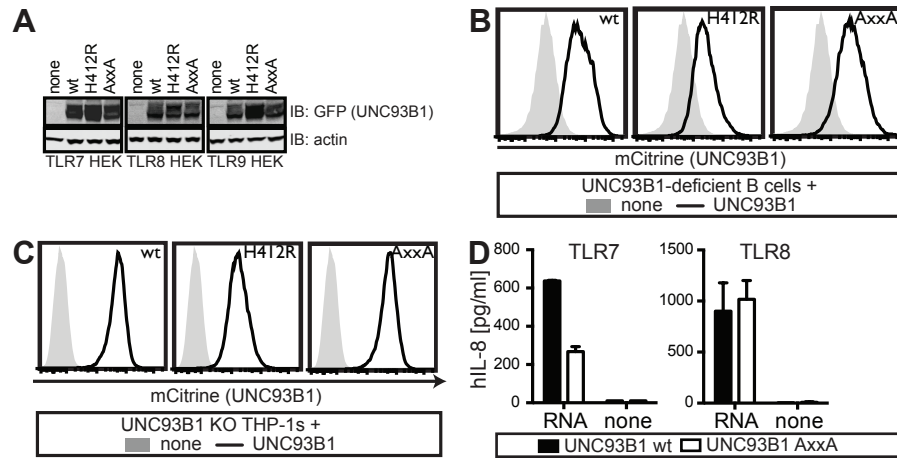 A
none
wt
H412R
AxxA
none
wt
H412R
AxxA
none
wt
H412R
AxxA
IB: GFP (UNC93B1)
IB: actin
TLR7 HEK TLR8 HEK TLR9 HEK
B
wt H412R AxxA
mCitrine (UNC93B1)
UNC93B1-deficient B cells +
none UNC93B1
C
wt H412R AxxA
mCitrine (UNC93B1)
UNC93B1 KO THP-1s +
none UNC93B1
D
TLR7 TLR8
hIL-8 [pg/ml]
800
600
400
200
0
1500
1000
500
0
RNA none RNA none
UNC93B1 wt UNC93B1 AxxA